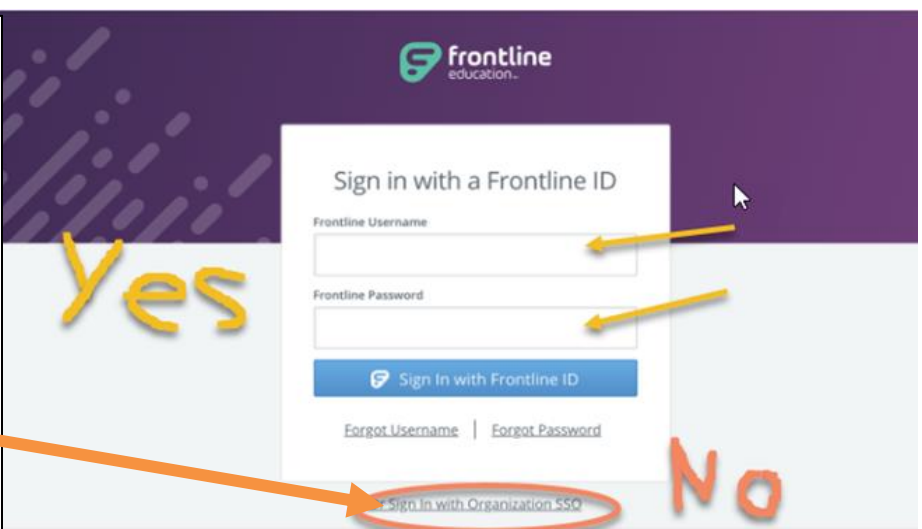 frontline
education™
Sign in with a Frontline ID
Frontline Username
Yes
Frontline Password
Sign In with Frontline ID
Forgot Username | Forgot Password
Sign In with Organization SSO
No